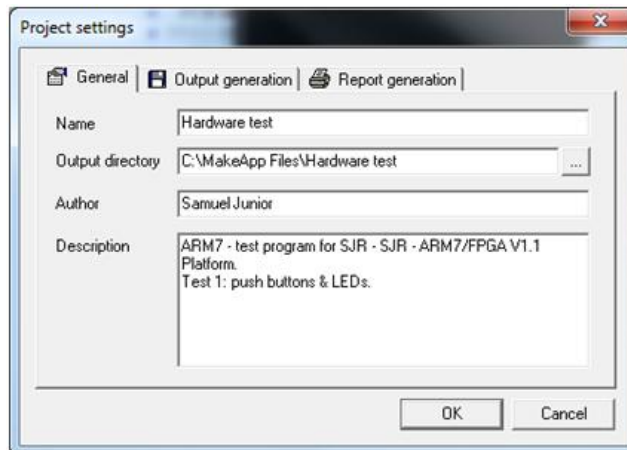 Project settings
General
Output generation
Report generation
Name
Hardware test
Output directory
C:\MakeApp Files\Hardware test
...
Author
Samuel Junior
Description
ARM7 - test program for SJR - SJR - ARM7/FPGA V1.1
Platform.
Test 1: push buttons & LEDs.
OK
Cancel